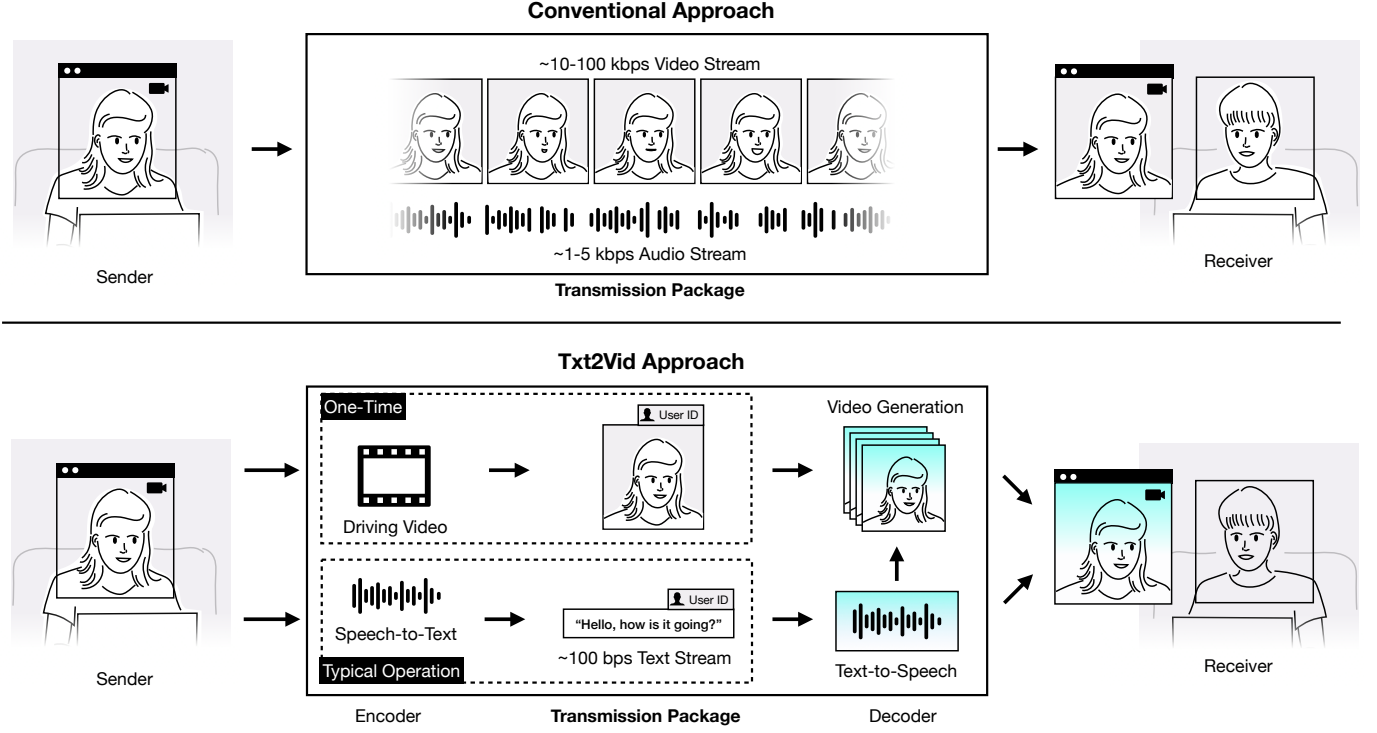 Conventional Approach
~10-100 kbps Video Stream
~1-5 kbps Audio Stream
Sender
Receiver
Transmission Package
Txt2Vid Approach
One-Time
User ID
Video Generation
Driving Video
User ID
Speech-to-Text
“Hello, how is it going?”
~100 bps Text Stream
Typical Operation
Text-to-Speech
Sender
Receiver
Encoder
Transmission Package
Decoder